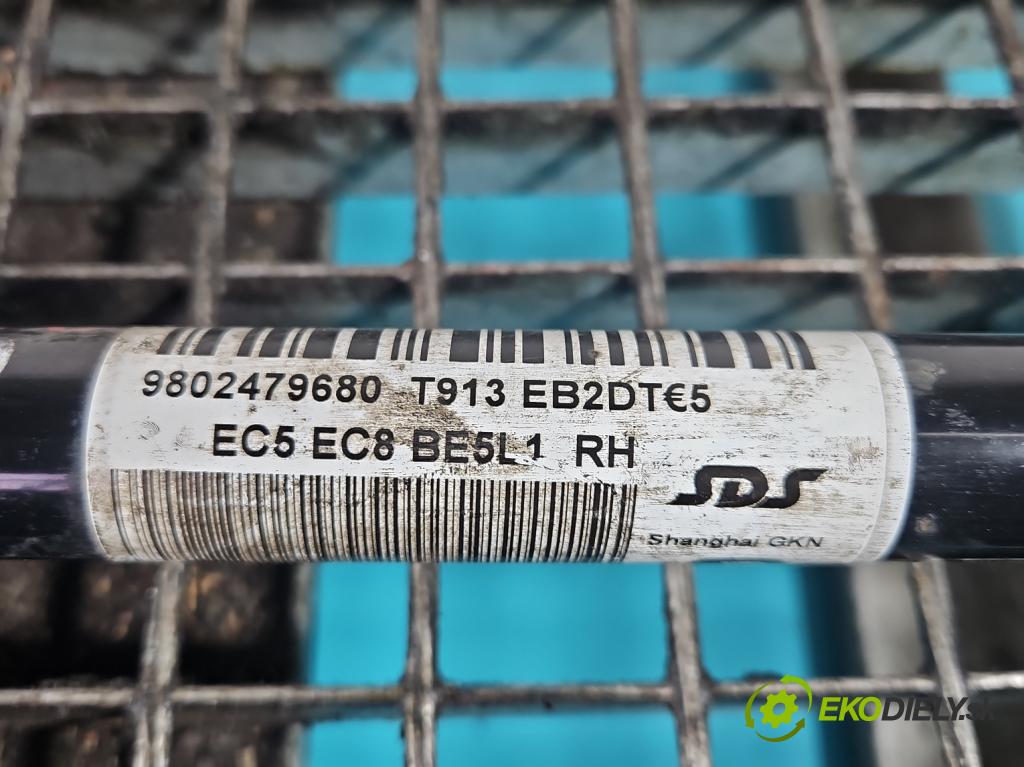 9802479680 T913 EB2DT€5
EC5 EC8 BE5L1 RH
SDS
Shanghai GKN
EKODIELY.SK